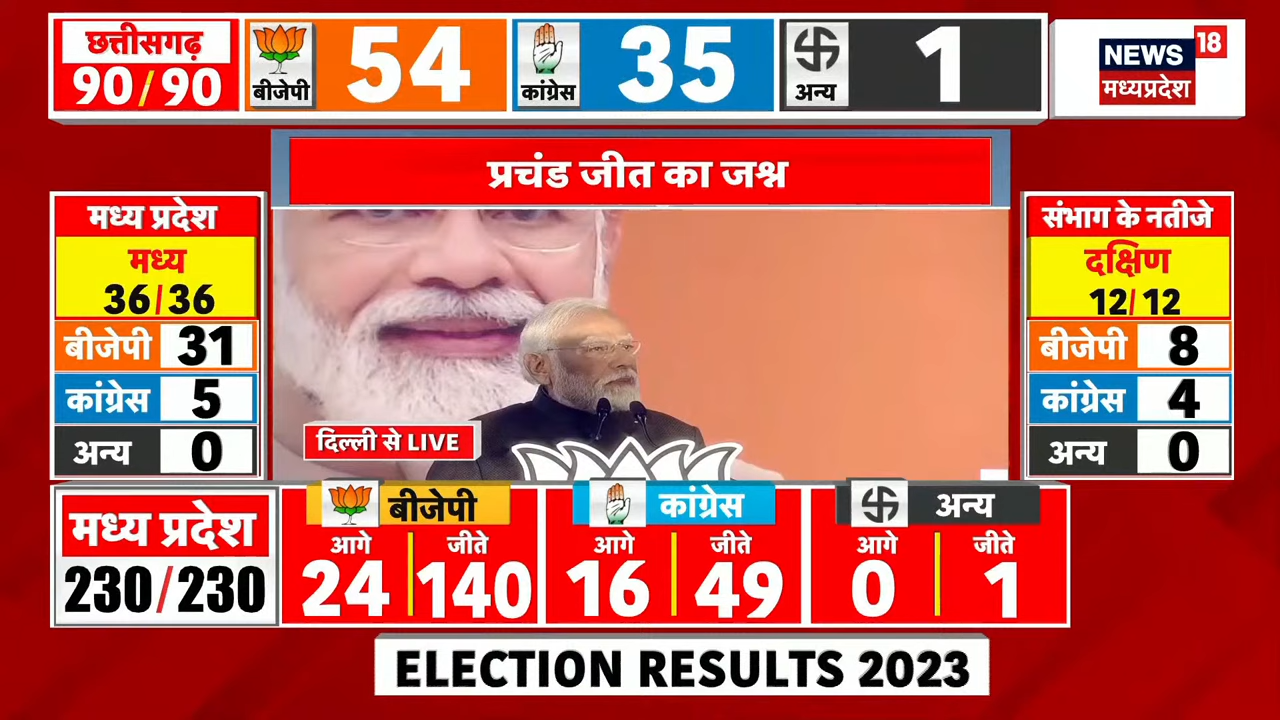 छत्तीसगढ़
90/90
बीजेपी
54
कांग्रेस
35
अन्य
1
NEWS 18
मध्यप्रदेश
प्रचंड जीत का जश्न
मध्य प्रदेश
मध्य
36/36
बीजेपी 31
कांग्रेस 5
अन्य 0
दिल्ली से LIVE
संभाग के नतीजे
दक्षिण
12/12
बीजेपी 8
कांग्रेस 4
अन्य 0
मध्य प्रदेश
230/230
बीजेपी
आगे जीते
24 140
कांग्रेस
आगे जीते
16 49
अन्य
आगे जीते
0 1
ELECTION RESULTS 2023